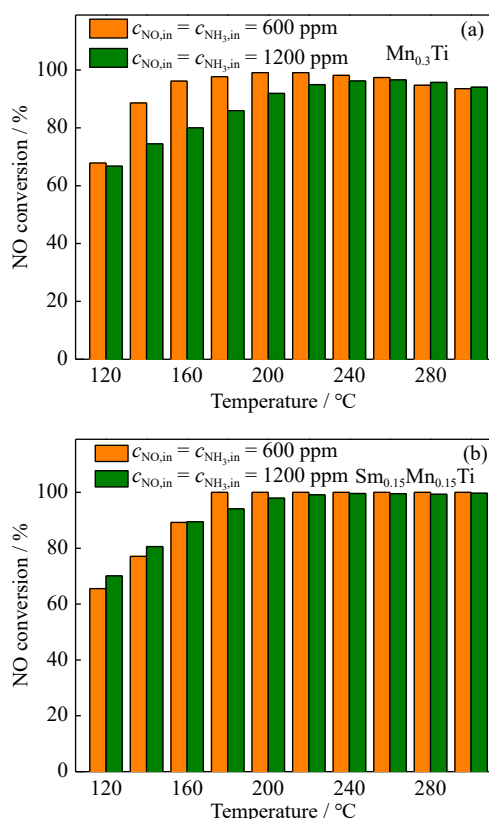 (a)
c_NO,in = c_NH3,in = 600 ppm
c_NO,in = c_NH3,in = 1200 ppm
Mn0.3Ti
100
80
60
40
20
0
NO conversion / %
120 160 200 240 280
Temperature / °C
(b)
c_NO,in = c_NH3,in = 600 ppm
c_NO,in = c_NH3,in = 1200 ppm Sm0.15Mn0.15Ti
100
80
60
40
20
0
NO conversion / %
120 160 200 240 280
Temperature / °C